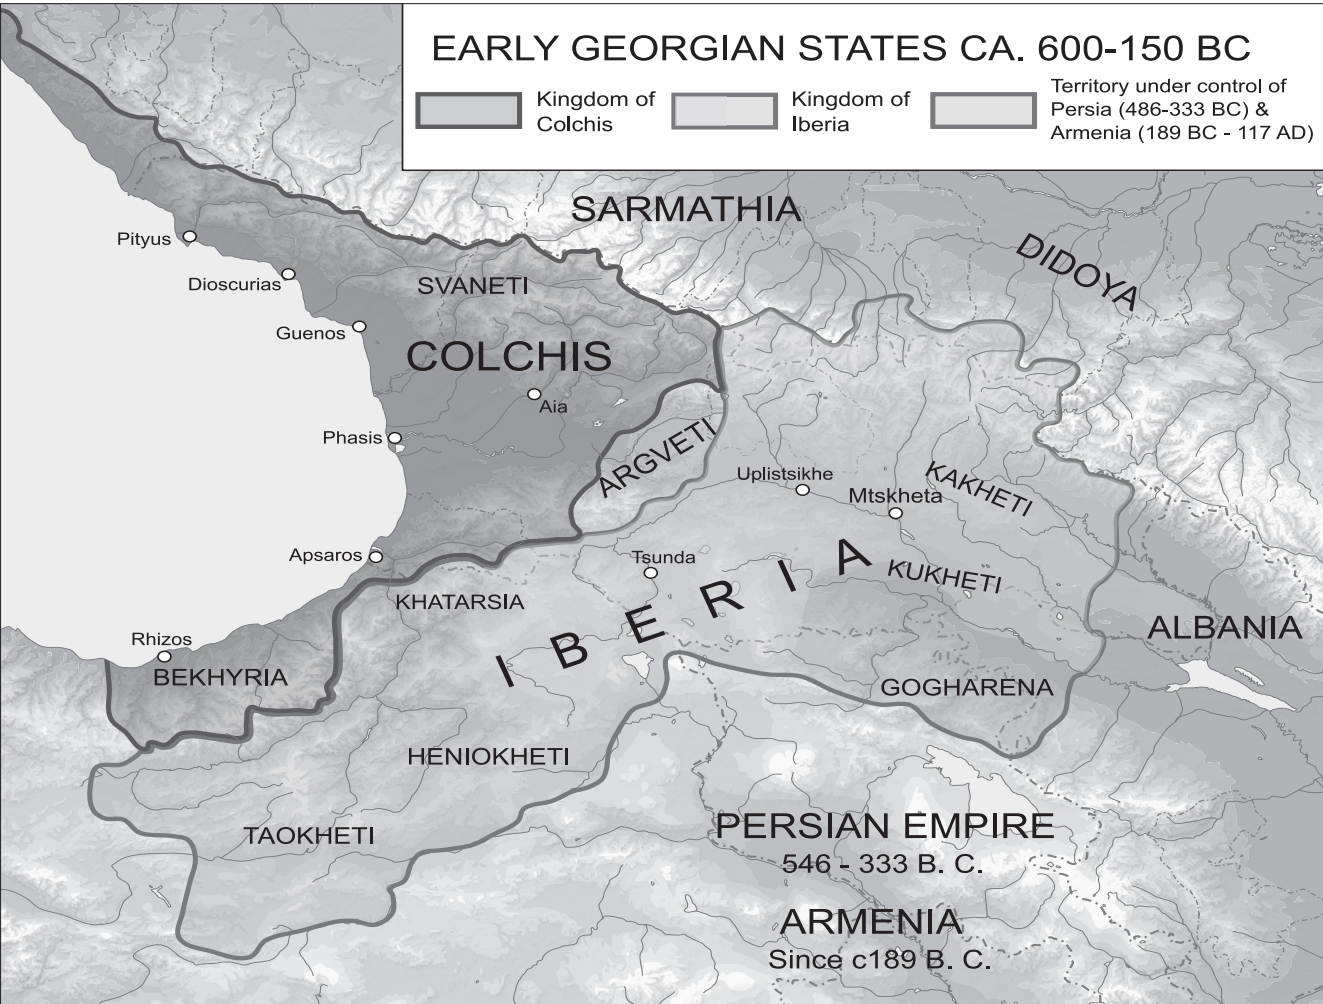 EARLY GEORGIAN STATES CA. 600-150 BC
Kingdom of
Colchis
Kingdom of
Iberia
Territory under control of
Persia (486-333 BC) &
Armenia (189 BC - 117 AD)
SARMATHIA
DIDOYA
Pityus
Dioscurias
SVANETI
Guenos
COLCHIS
Aia
Phasis
ARGVETI
Uplistsikhe
Mtskheta
KAKHETI
Apsaros
Tsunda
KUKHETI
KHATARSIA
IBERIA
ALBANIA
Rhizos
BEKHYRIA
GOGHARENA
HENIOKHETI
TAOKHETI
PERSIAN EMPIRE
546 - 333 B. C.
ARMENIA
Since c189 B. C.